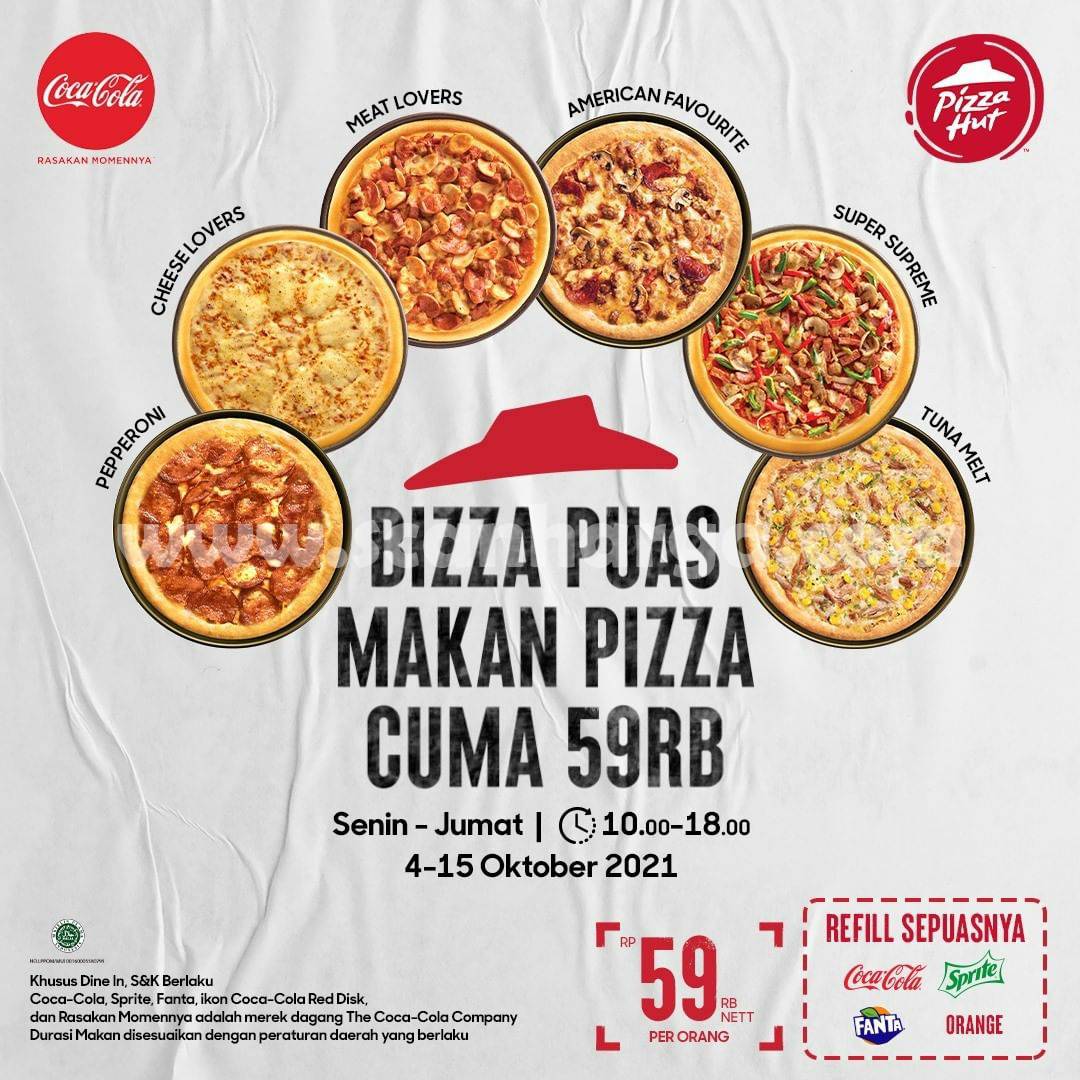 Coca-Cola
RASAKAN MOMENNYA
Pizza
Hut
MEAT LOVERS
AMERICAN FAVOURITE
CHEESE LOVERS
SUPER SUPREME
PEPPERONI
TUNA MELT
BIZZA PUAS
MAKAN PIZZA
CUMA 59RB
Senin - Jumat | 10.00-18.00
4-15 Oktober 2021
Khusus Dine In, S&K Berlaku
Coca-Cola, Sprite, Fanta, ikon Coca-Cola Red Disk,
dan Rasakan Momennya adalah merek dagang The Coca-Cola Company
Durasi Makan disesuaikan dengan peraturan daerah yang berlaku
RP 59 RB NETT
PER ORANG
REFILL SEPUASNYA
Coca-Cola Sprite
FANTA ORANGE